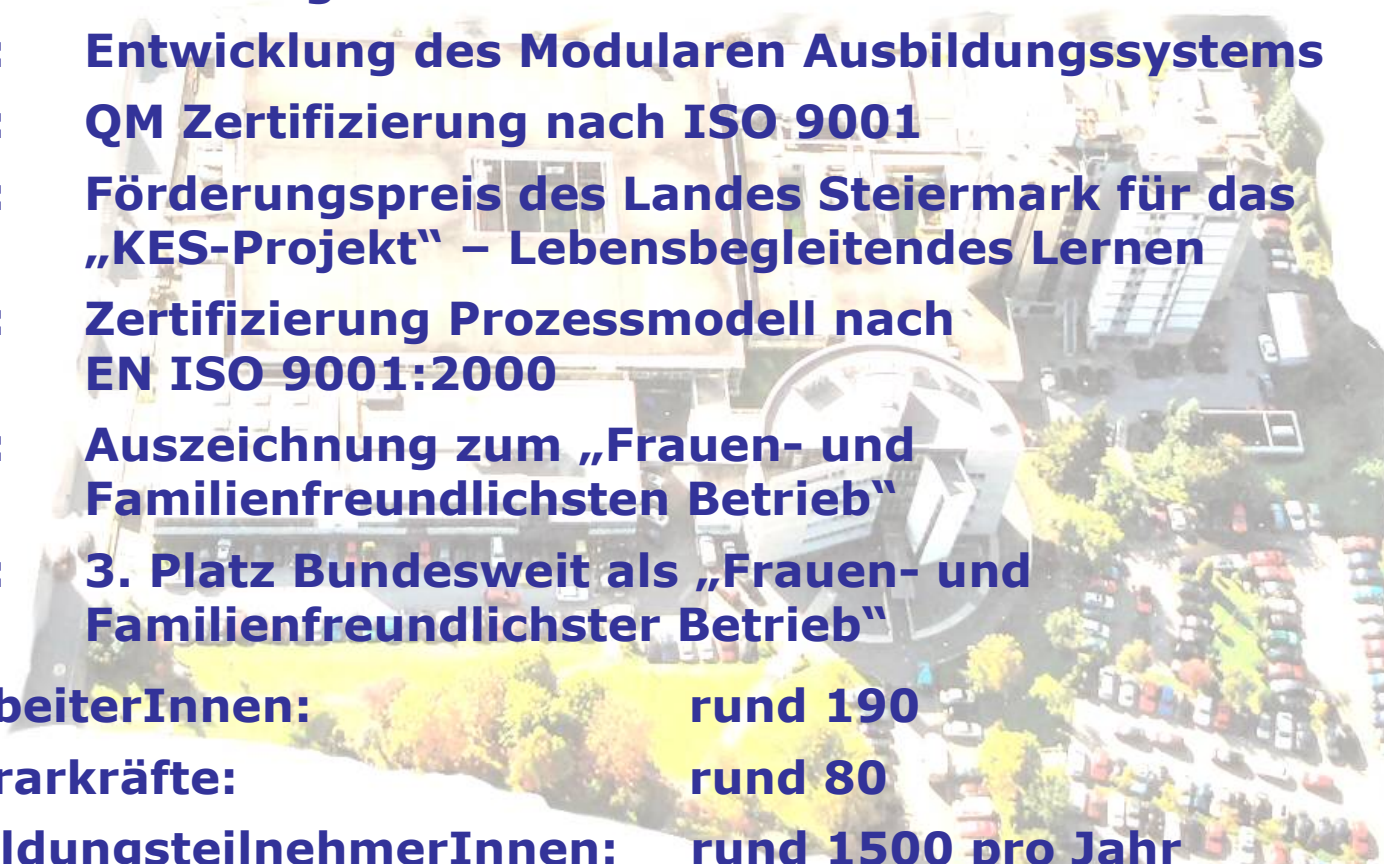 : Entwicklung des Modularen Ausbildungssystems
: QM Zertifizierung nach ISO 9001
: Förderungspreis des Landes Steiermark für das
„KES-Projekt“ – Lebensbegleitendes Lernen
: Zertifizierung Prozessmodell nach
EN ISO 9001:2000
: Auszeichnung zum „Frauen- und
Familienfreundlichsten Betrieb“
: 3. Platz Bundesweit als „Frauen- und
Familienfreundlichster Betrieb“
beiterInnen: rund 190
rarkräfte: rund 80
ildungsteilnehmerInnen: rund 1500 pro Jahr